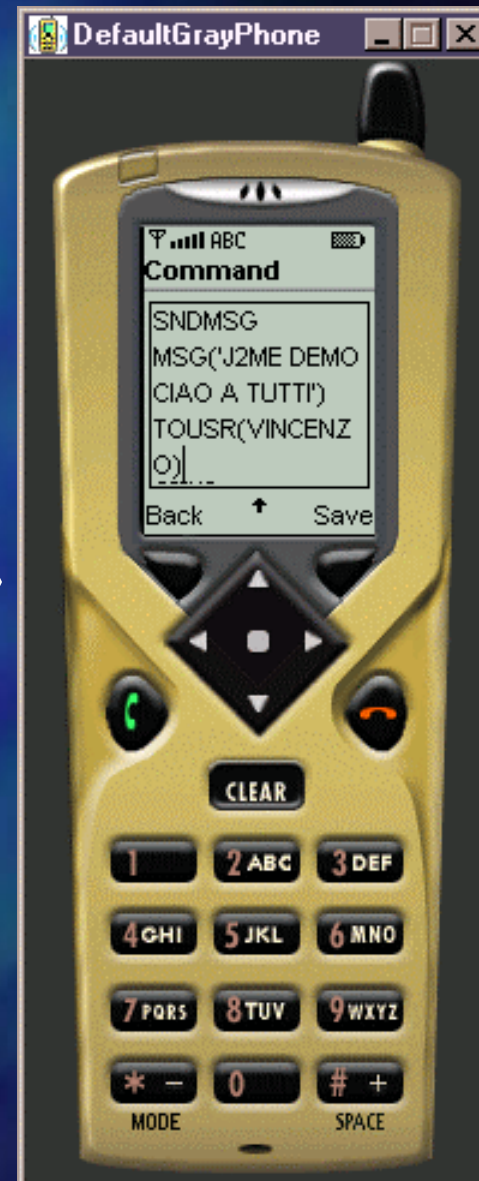 DefaultGrayPhone
ABC
Command
SNDMSG
MSG('J2ME DEMO
CIAO A TUTTI')
TOUSR(VINCENZ
O)
Back
Save
CLEAR
1
2 ABC
3 DEF
4 GHI
5 JKL
6 MNO
7 PQRS
8 TUV
9 WXYZ
* -
0
# +
MODE
SPACE